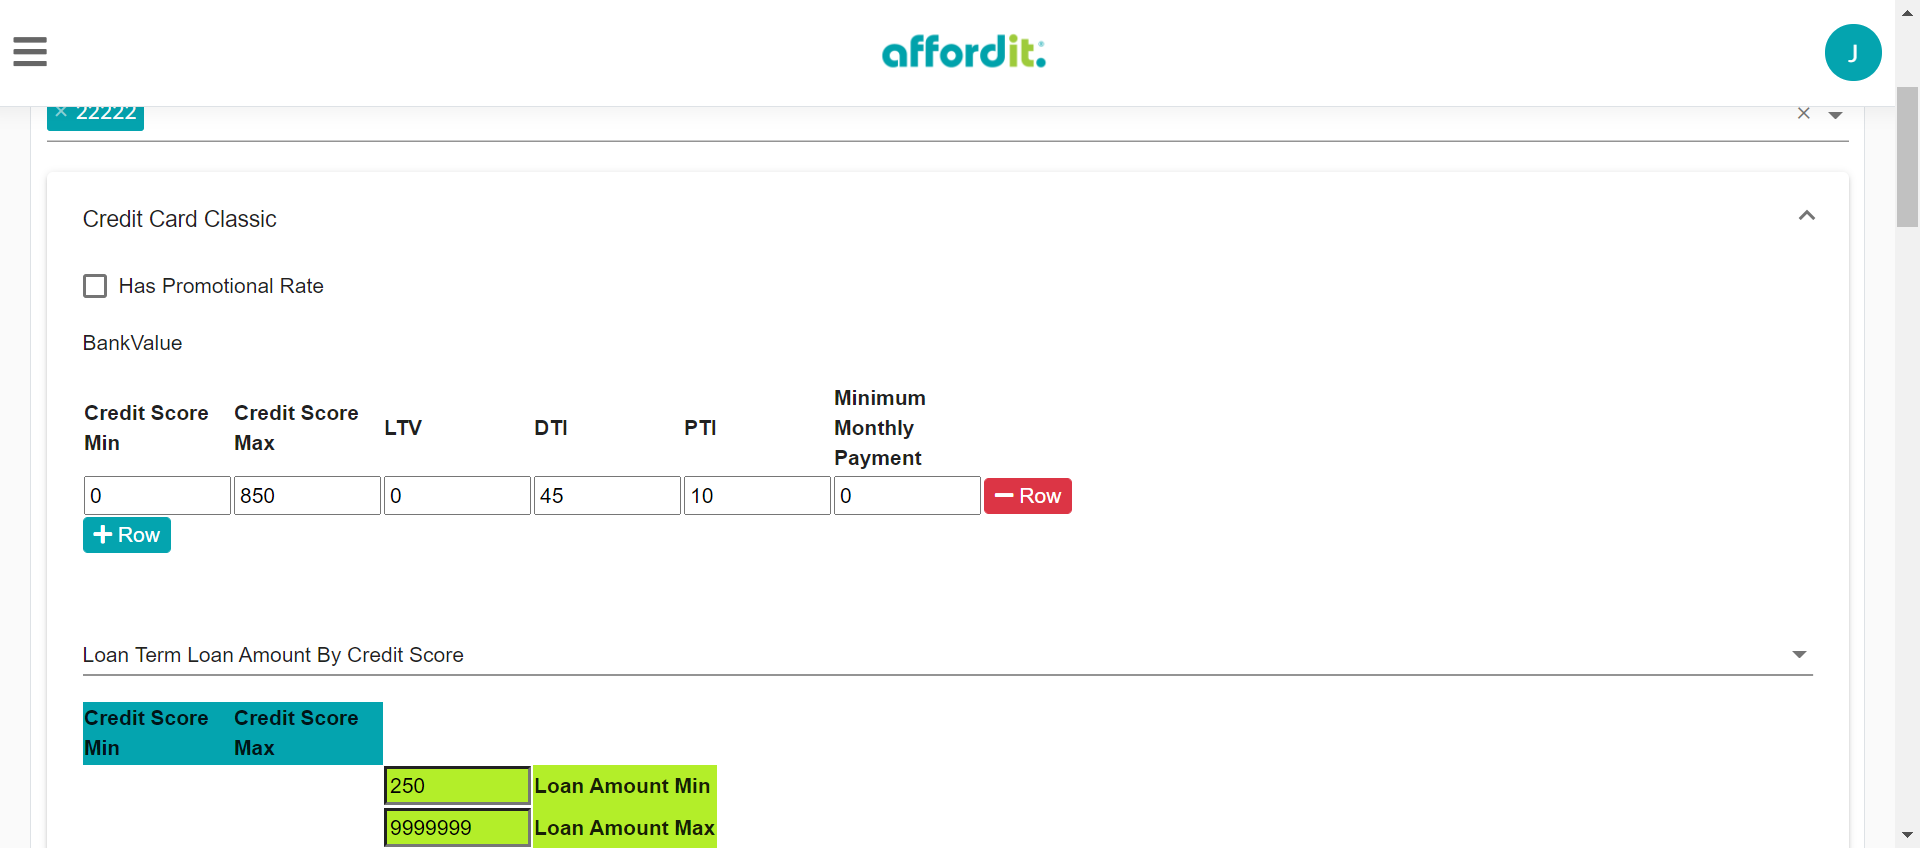 affordit:
J
× 22222
Credit Card Classic
Has Promotional Rate
BankValue
Credit Score Min
Credit Score Max
LTV
DTI
PTI
Minimum Monthly Payment
0
850
0
45
10
0
Row
Row
Loan Term Loan Amount By Credit Score
Credit Score Min
Credit Score Max
250 Loan Amount Min
9999999 Loan Amount Max